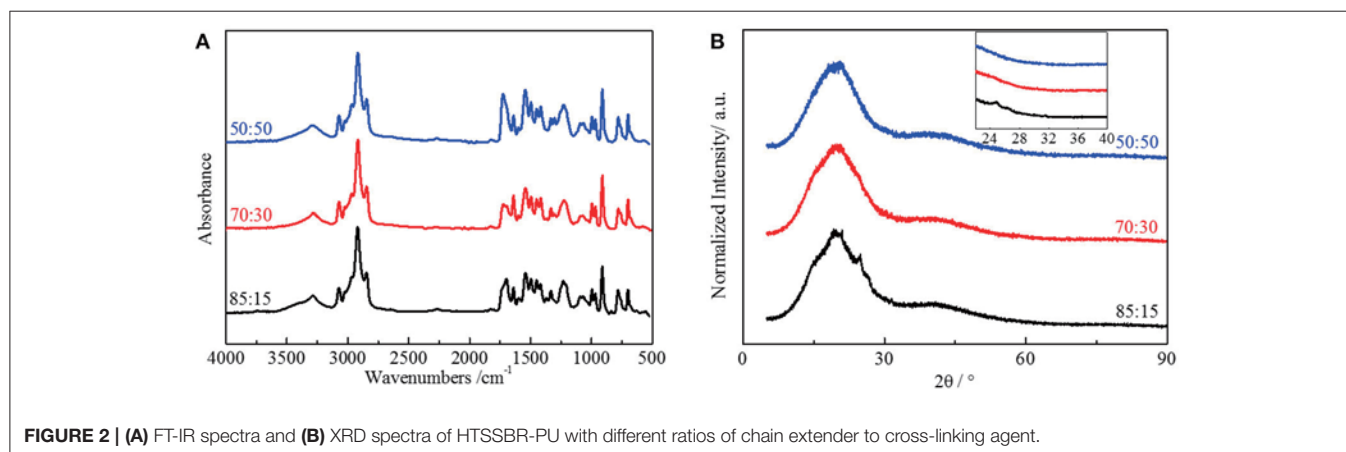 A
50:50
70:30
85:15
Absorbance
4000 3500 3000 2500 2000 1500 1000 500
Wavenumbers /cm-1
B
24 28 32 36 40
50:50
70:30
85:15
Normalized Intensity/ a.u.
0 30 60 90
2θ / °
FIGURE 2 | (A) FT-IR spectra and (B) XRD spectra of HTSSBR-PU with different ratios of chain extender to cross-linking agent.